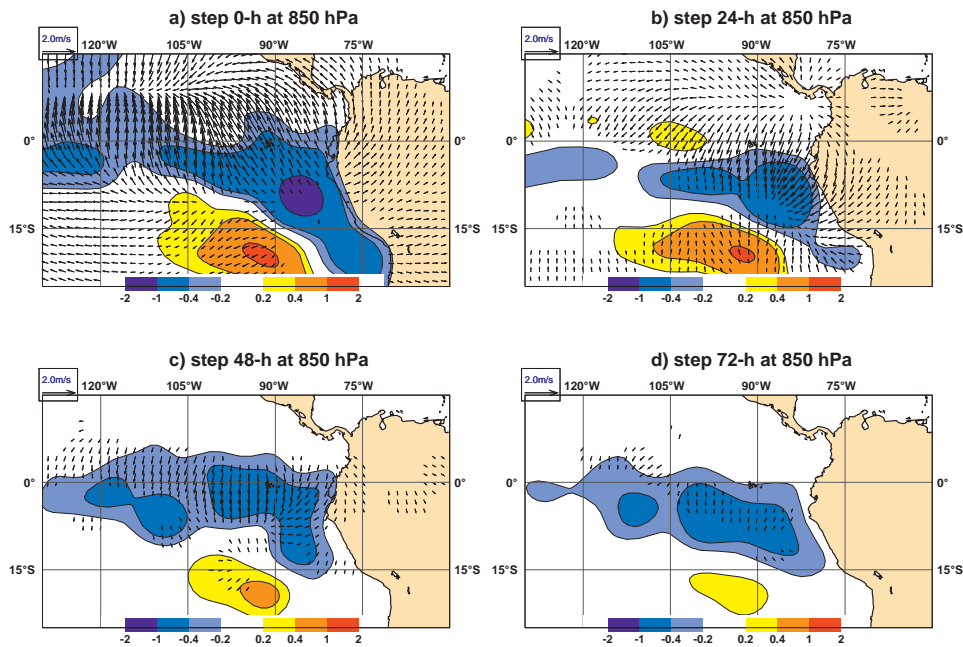 a) step 0-h at 850 hPa
2.0m/s
120°W 105°W 90°W 75°W
0°
15°S
-2 -1 -0.4 -0.2 0.2 0.4 1 2
b) step 24-h at 850 hPa
2.0m/s
120°W 105°W 90°W 75°W
0° 0°
15°S 15°S
-2 -1 -0.4 -0.2 0.2 0.4 1 2
c) step 48-h at 850 hPa
2.0m/s
120°W 105°W 90°W 75°W
0°
15°S
-2 -1 -0.4 -0.2 0.2 0.4 1 2
d) step 72-h at 850 hPa
2.0m/s
120°W 105°W 90°W 75°W
0° 0°
15°S 15°S
-2 -1 -0.4 -0.2 0.2 0.4 1 2